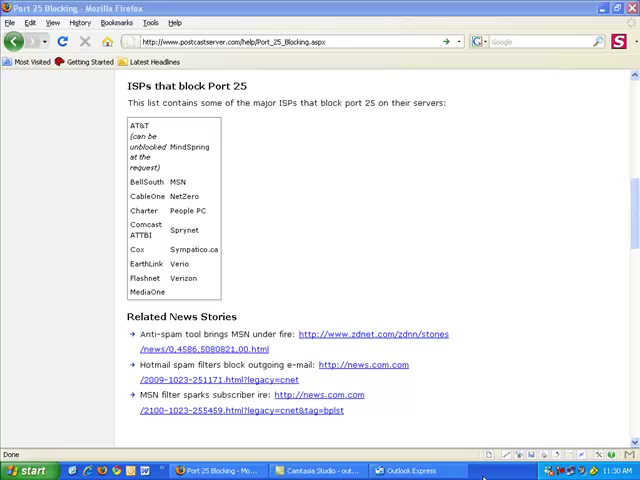 Port 25 Blocking - Mozilla Firefox
File Edit View History Bookmarks Tools Help
http://www.postcastserver.com/help/Port_25_Blocking.aspx
Google
Most Visited Getting Started Latest Headlines
ISPs that block Port 25
This list contains some of the major ISPs that block port 25 on their servers:
AT&T
(can be
unblocked MindSpring
at the
request)
BellSouth MSN
CableOne NetZero
Charter People PC
Comcast
ATTBI Sprynet
Cox Sympatico.ca
EarthLink Verio
Flashnet Verizon
MediaOne
Related News Stories
Anti-spam tool brings MSN under fire: http://www.zdnet.com/zdnn/stories
/news/0,4586,5080821,00.html
Hotmail spam filters block outgoing e-mail: http://news.com.com
/2009-1023-251171.html?legacy=cnet
MSN filter sparks subscriber ire: http://news.com.com
/2100-1023-255459.html?legacy=cnet&tag=bplst
Done
start Port 25 Blocking - Mo... Camtasia Studio - out... Outlook Express 11:30 AM